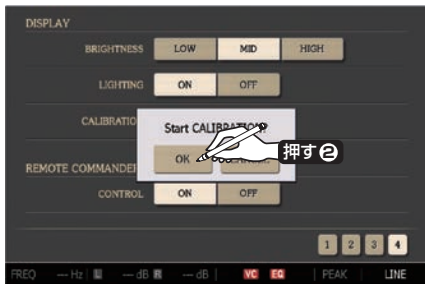 DISPLAY
BRIGHTNESS LOW MID HIGH
LIGHTING ON OFF
CALIBRATIO
Start CALIBRATION?
OK
押す❷
REMOTE COMMANDER
CONTROL ON OFF
1 2 3 4
FREQ --- Hz L --- dB R --- dB VC EQ PEAK LINE